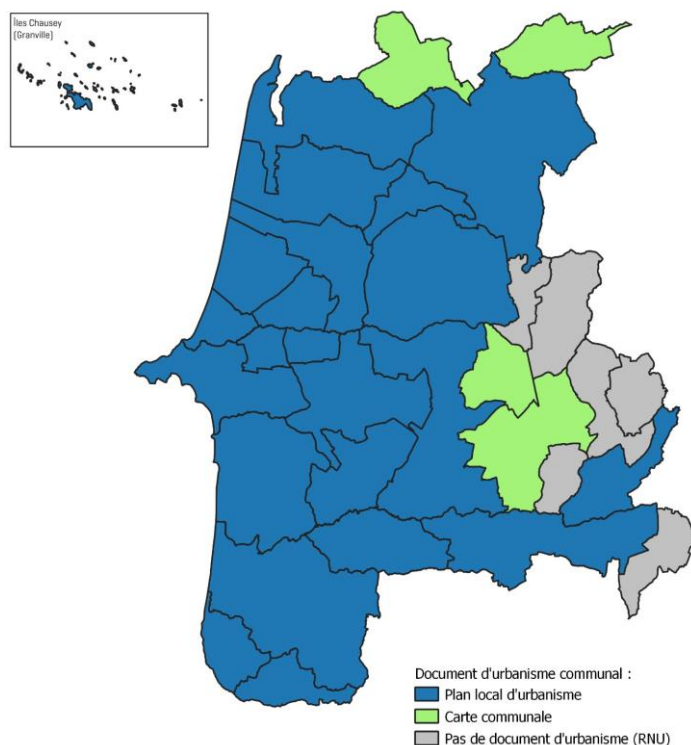 Îles Chausey
(Granville)
Document d'urbanisme communal :
Plan local d'urbanisme
Carte communale
Pas de document d'urbanisme (RNU)